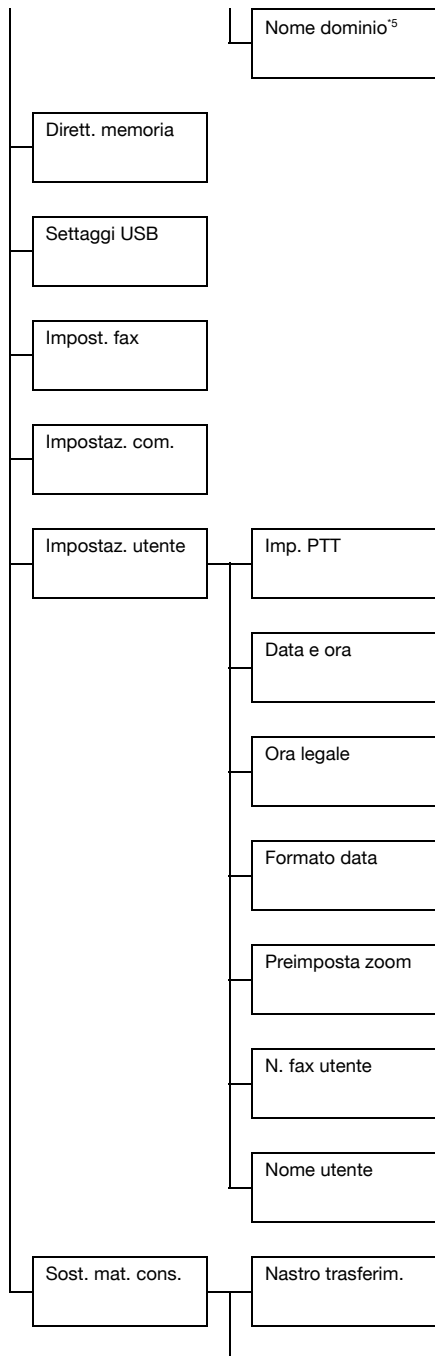 Nome dominio*5
Dirett. memoria
Settaggi USB
Impost. fax
Impostaz. com.
Impostaz. utente
Imp. PTT
Data e ora
Ora legale
Formato data
Preimposta zoom
N. fax utente
Nome utente
Sost. mat. cons.
Nastro trasferim.